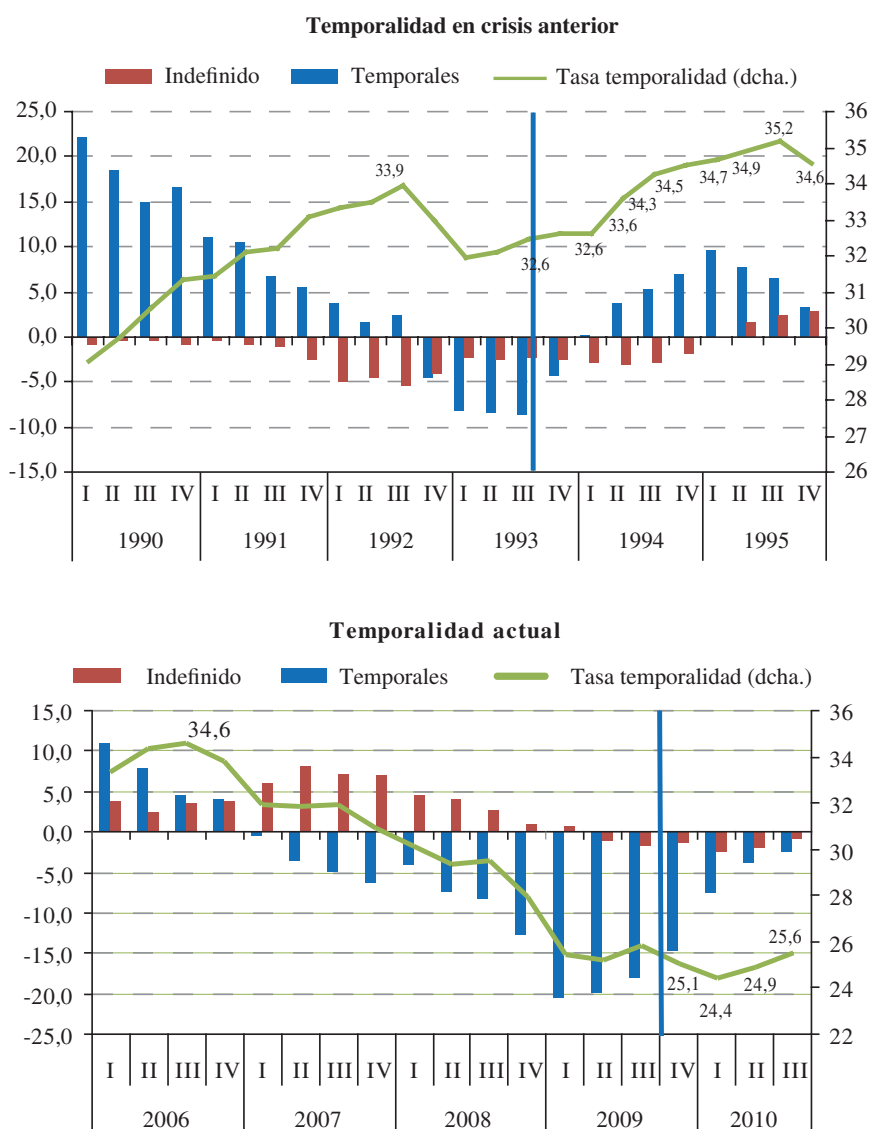 Temporalidad en crisis anterior
Indefinido Temporales Tasa temporalidad (dcha.)
25,0 36
20,0 35
15,0 34
10,0 33
5,0 32
0,0 31
-5,0 30
-10,0 29
-15,0 28
27
26
33,9 32,6 32,6 33,6 34,3 34,5 34,7 34,9 35,2 34,6
I II III IV I II III IV I II III IV I II III IV I II III IV I II III IV
1990 1991 1992 1993 1994 1995
Temporalidad actual
Indefinido Temporales Tasa temporalidad (dcha.)
15,0 36
10,0 34
5,0 32
0,0 30
-5,0 28
-10,0 26
-15,0 24
-20,0 22
-25,0
34,6 25,1 24,4 24,9 25,6
I II III IV I II III IV I II III IV I II III IV I II III
2006 2007 2008 2009 2010